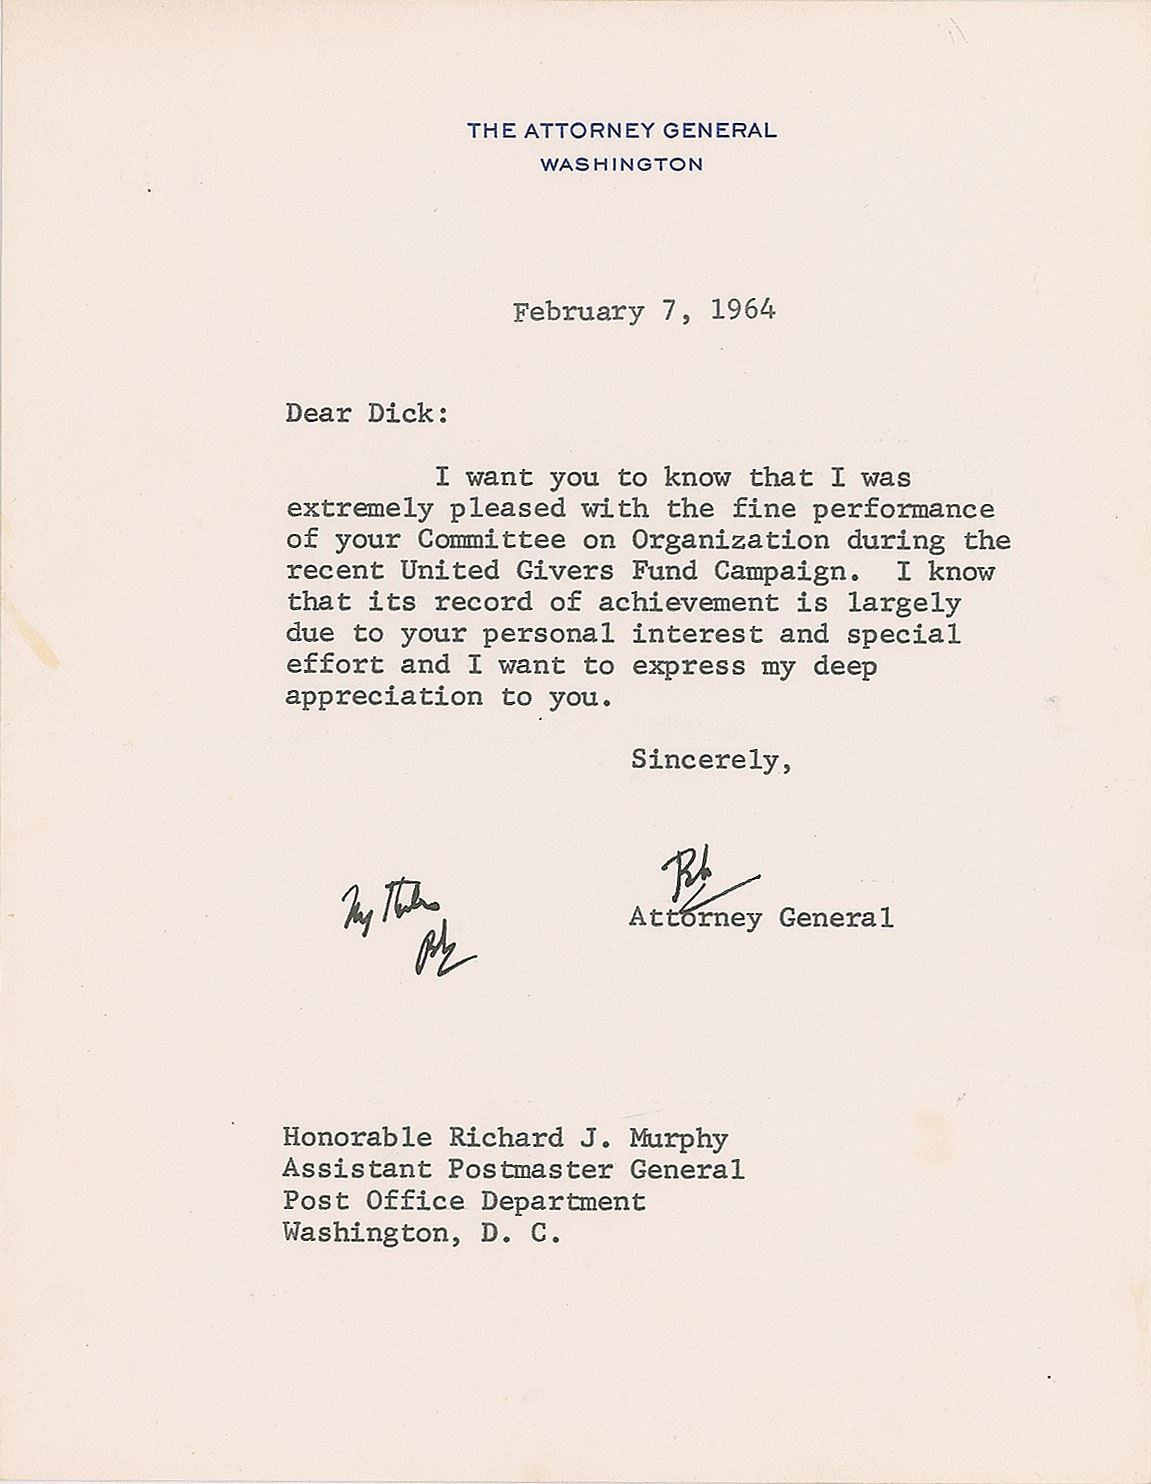 THE ATTORNEY GENERAL
WASHINGTON
February 7, 1964
Dear Dick:
I want you to know that I was
extremely pleased with the fine performance
of your Committee on Organization during the
recent United Givers Fund Campaign. I know
that its record of achievement is largely
due to your personal interest and special
effort and I want to express my deep
appreciation to you.
Sincerely,
Attorney General
My
Honorable Richard J. Murphy
Assistant Postmaster General
Post Office Department
Washington, D. C.